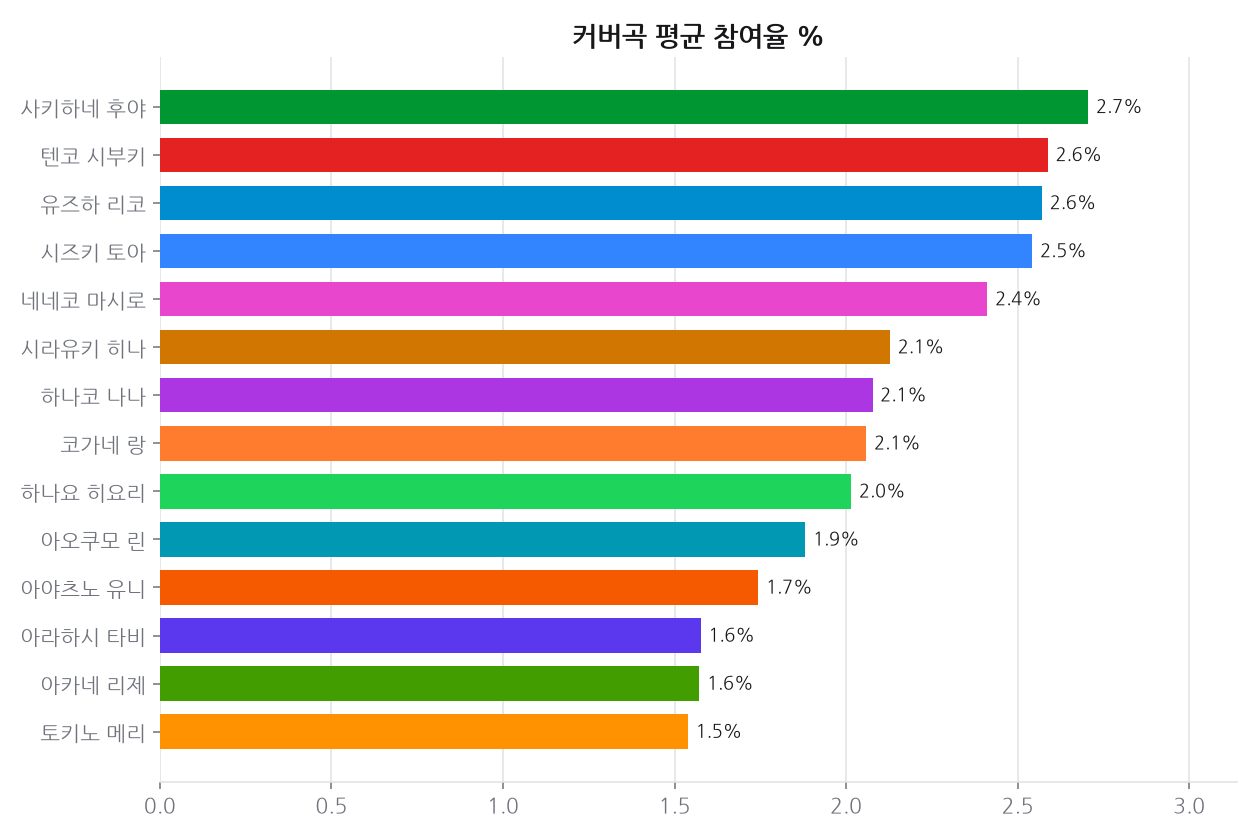 커버곡 평균 참여율 %
사키하네 후야 2.7%
텐코 시부키 2.6%
유즈하 리코 2.6%
시즈키 토아 2.5%
네네코 마시로 2.4%
시라유키 히나 2.1%
하나코 나나 2.1%
코가네 랑 2.1%
하나요 히요리 2.0%
아오쿠모 린 1.9%
아야츠노 유니 1.7%
아라하시 타비 1.6%
아카네 리제 1.6%
토키노 메리 1.5%
0.0 0.5 1.0 1.5 2.0 2.5 3.0